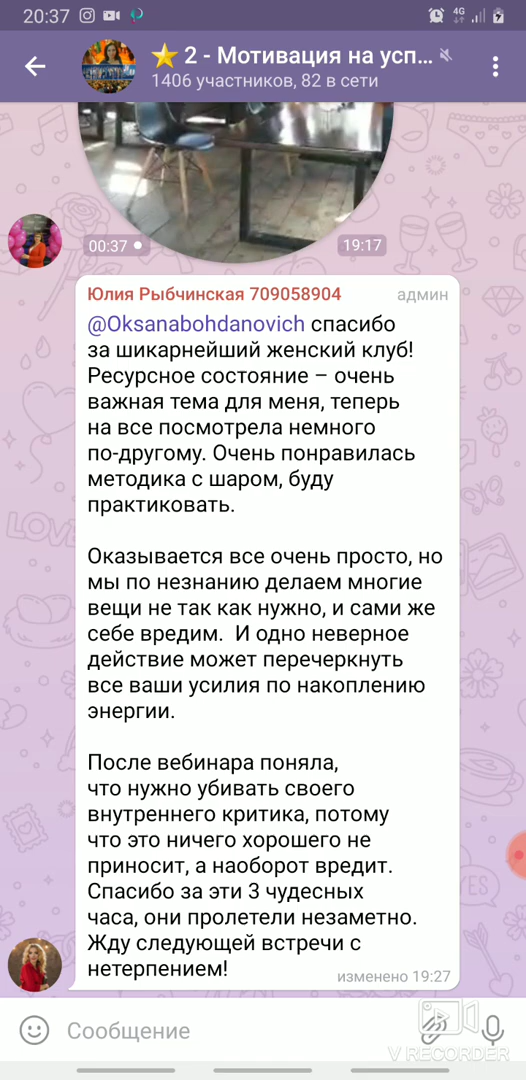 20:37
4G
2 - Мотивация на усп...
1406 участников, 82 в сети
00:37
19:17
Юлия Рыбчинская 709058904 админ
@Oksanabohdanovich спасибо
за шикарнейший женский клуб!
Ресурсное состояние – очень
важная тема для меня, теперь
на все посмотрела немного
по-другому. Очень понравилась
методика с шаром, буду
практиковать.
Оказывается все очень просто, но
мы по незнанию делаем многие
вещи не так как нужно, и сами же
себе вредим.  И одно неверное
действие может перечеркнуть
все ваши усилия по накоплению
энергии.
После вебинара поняла,
что нужно убивать своего
внутреннего критика, потому
что это ничего хорошего не
приносит, а наоборот вредит.
Спасибо за эти 3 чудесных
часа, они пролетели незаметно.
Жду следующей встречи с
нетерпением!
изменено 19:27
LOVE
YES
Сообщение
V RECORDER